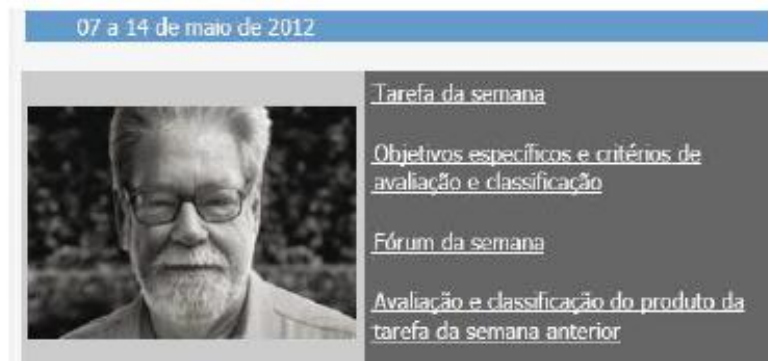 07 a 14 de maio de 2012
Tarefa da semana
Objetivos específicos e critérios de
avaliação e classificação
Fórum da semana
Avaliação e classificação do produto da
tarefa da semana anterior